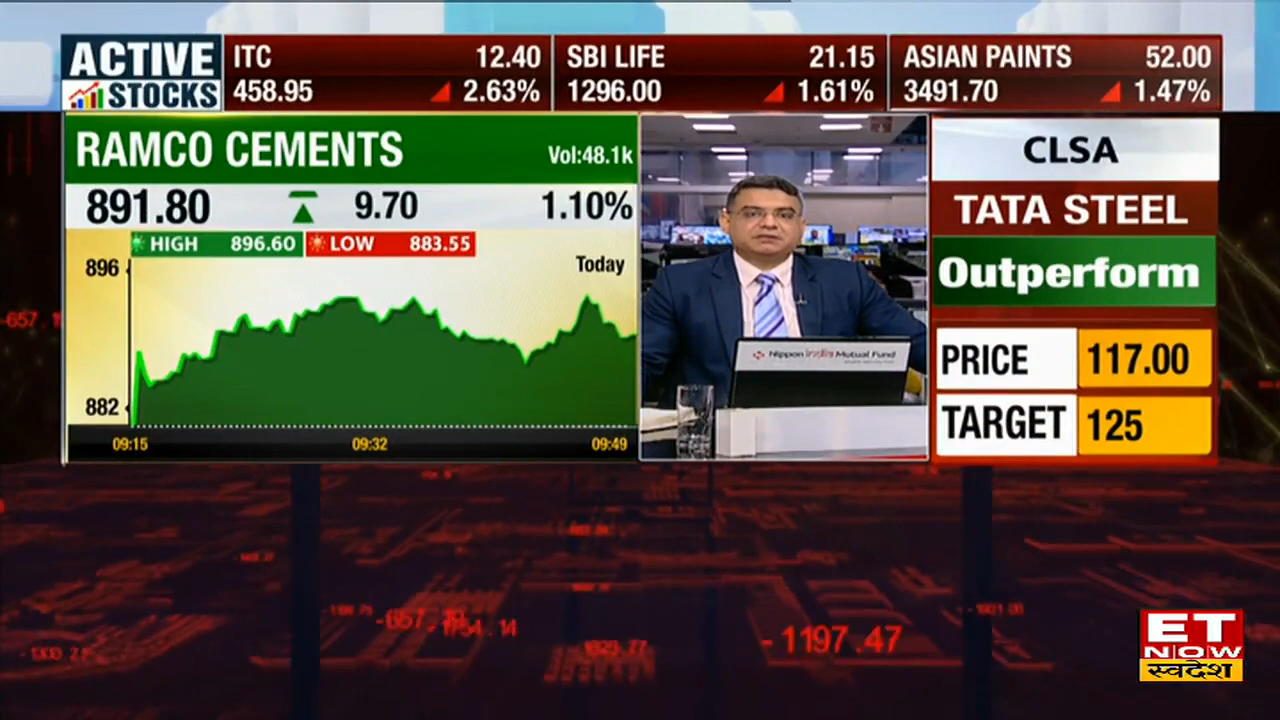 ACTIVE
STOCKS
ITC 12.40
458.95 2.63%
SBI LIFE 21.15
1296.00 1.61%
ASIAN PAINTS 52.00
3491.70 1.47%
RAMCO CEMENTS Vol:48.1k
891.80 9.70 1.10%
HIGH 896.60 LOW 883.55
Today
896
882
09:15 09:32 09:49
Nippon india Mutual Fund
CLSA
TATA STEEL
Outperform
PRICE 117.00
TARGET 125
-657.1
- 1197.47
ET
NOW
स्वदेश